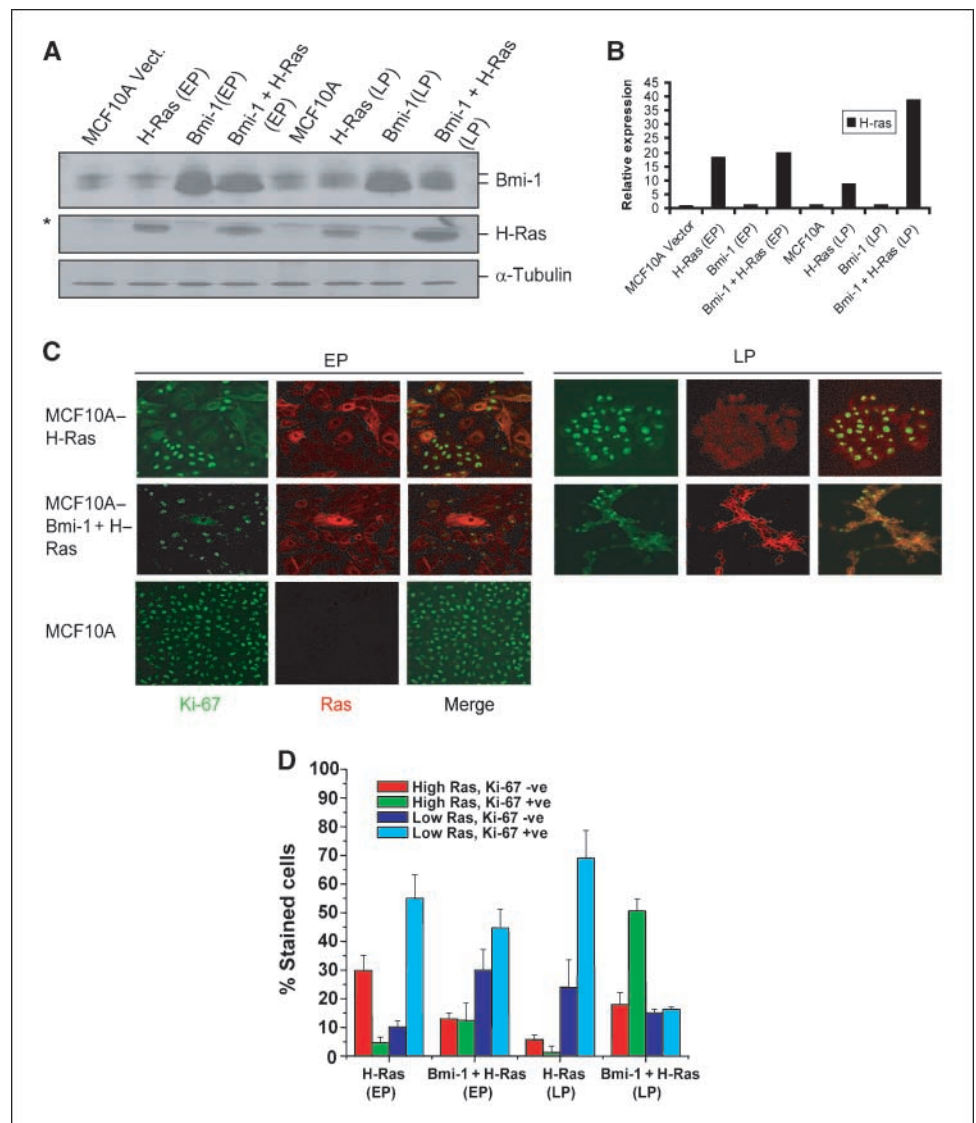 A
MCF10A Vect.
H-Ras (EP)
Bmi-1(EP)
Bmi-1 + H-Ras
(EP)
MCF10A
H-Ras (LP)
Bmi-1(LP)
Bmi-1 + H-Ras
(LP)
Bmi-1
*
H-Ras
α-Tubulin
B
Relative expression
45
40
35
30
25
20
15
10
5
0
H-ras
MCF10A Vector
H-Ras (EP)
Bmi-1 (EP)
Bmi-1 + H-Ras (EP)
MCF10A
H-Ras (LP)
Bmi-1 (LP)
Bmi-1 + H-Ras (LP)
C
EP
LP
MCF10A–
H-Ras
MCF10A–
Bmi-1 + H–
Ras
MCF10A
Ki-67
Ras
Merge
D
% Stained cells
100
90
80
70
60
50
40
30
20
10
0
High Ras, Ki-67 -ve
High Ras, Ki-67 +ve
Low Ras, Ki-67 -ve
Low Ras, Ki-67 +ve
H-Ras
(EP)
Bmi-1 + H-Ras
(EP)
H-Ras
(LP)
Bmi-1 + H-Ras
(LP)